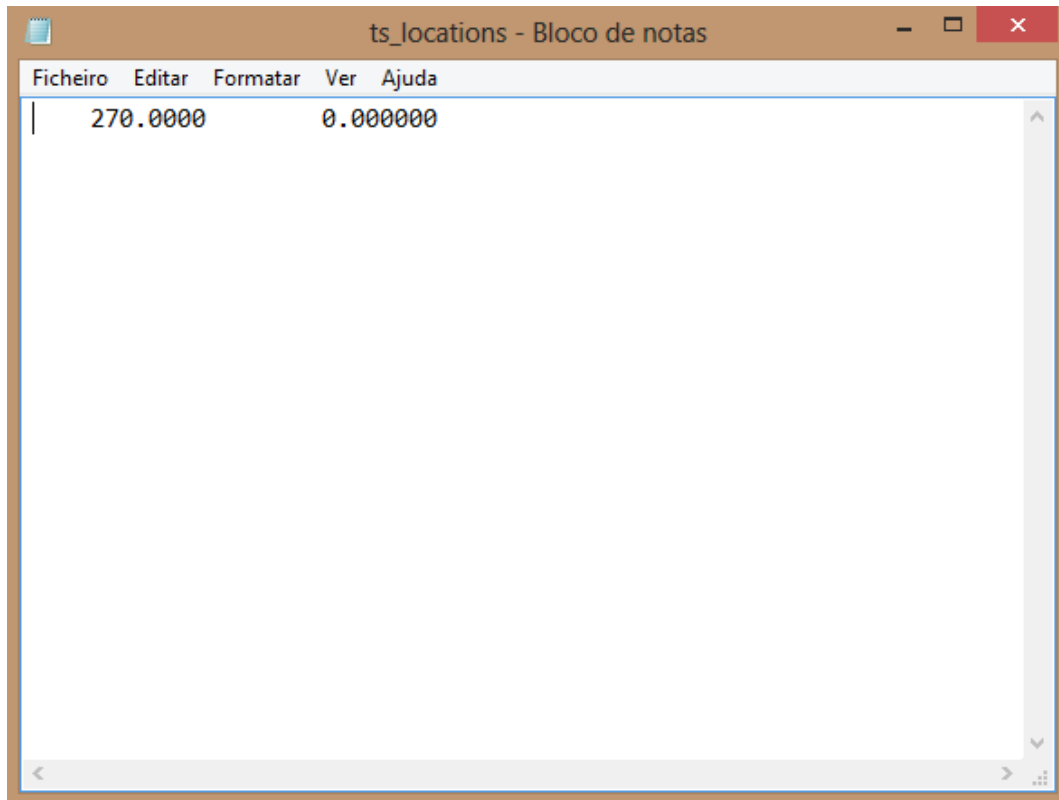 ts_locations - Bloco de notas
Ficheiro Editar Formatar Ver Ajuda
270.0000 0.000000